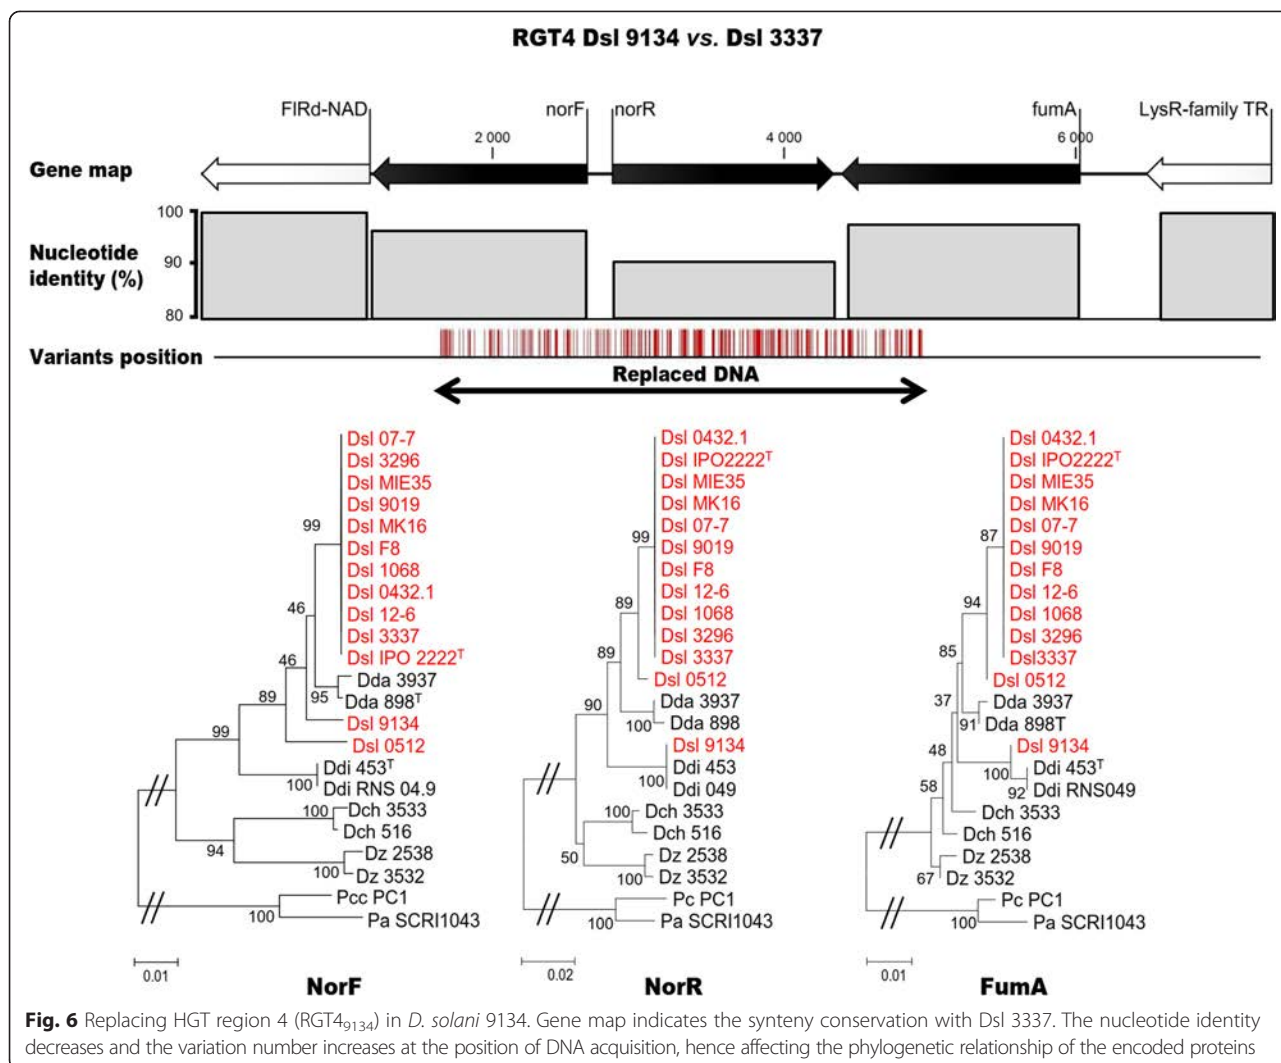 RGT4 Dsl 9134 vs. Dsl 3337
FIRd-NAD
norF
norR
fumA
LysR-family TR
2 000
4 000
6 000
Gene map
100
90
80
Nucleotide
identity (%)
Variants position
Replaced DNA
Dsl 07-7
Dsl 3296
Dsl MIE35
Dsl 9019
Dsl MK16
Dsl F8
Dsl 1068
Dsl 0432.1
Dsl 12-6
Dsl 3337
Dsl IPO 2222ᵀ
Dda 3937
Dda 898ᵀ
Dsl 9134
Dsl 0512
Ddi 453ᵀ
Ddi RNS 04.9
Dch 3533
Dch 516
Dz 2538
Dz 3532
Pcc PC1
Pa SCRI1043
99
46
46
95
89
99
100
100
94
100
100
0.01
NorF
Dsl 0432.1
Dsl IPO2222ᵀ
Dsl MIE35
Dsl MK16
Dsl 07-7
Dsl 9019
Dsl F8
Dsl 12-6
Dsl 1068
Dsl 3296
Dsl 3337
Dsl 0512
Dda 3937
Dda 898
Dsl 9134
Ddi 453
Ddi 049
Dch 3533
Dch 516
Dz 2538
Dz 3532
Pc PC1
Pa SCRI1043
99
89
89
90
100
100
100
50
100
100
0.02
NorR
Dsl 0432.1
Dsl IPO2222ᵀ
Dsl MIE35
Dsl MK16
Dsl 07-7
Dsl 9019
Dsl F8
Dsl 12-6
Dsl 1068
Dsl 3296
Dsl3337
Dsl 0512
Dda 3937
Dda 898T
Dsl 9134
Ddi 453ᵀ
Ddi RNS049
Dch 3533
Dch 516
Dz 2538
Dz 3532
Pc PC1
Pa SCRI1043
87
94
85
37
91
48
100
92
58
67
100
0.01
FumA
Fig. 6 Replacing HGT region 4 (RGT4₉₁₃₄) in D. solani 9134. Gene map indicates the synteny conservation with Dsl 3337. The nucleotide identity
decreases and the variation number increases at the position of DNA acquisition, hence affecting the phylogenetic relationship of the encoded proteins